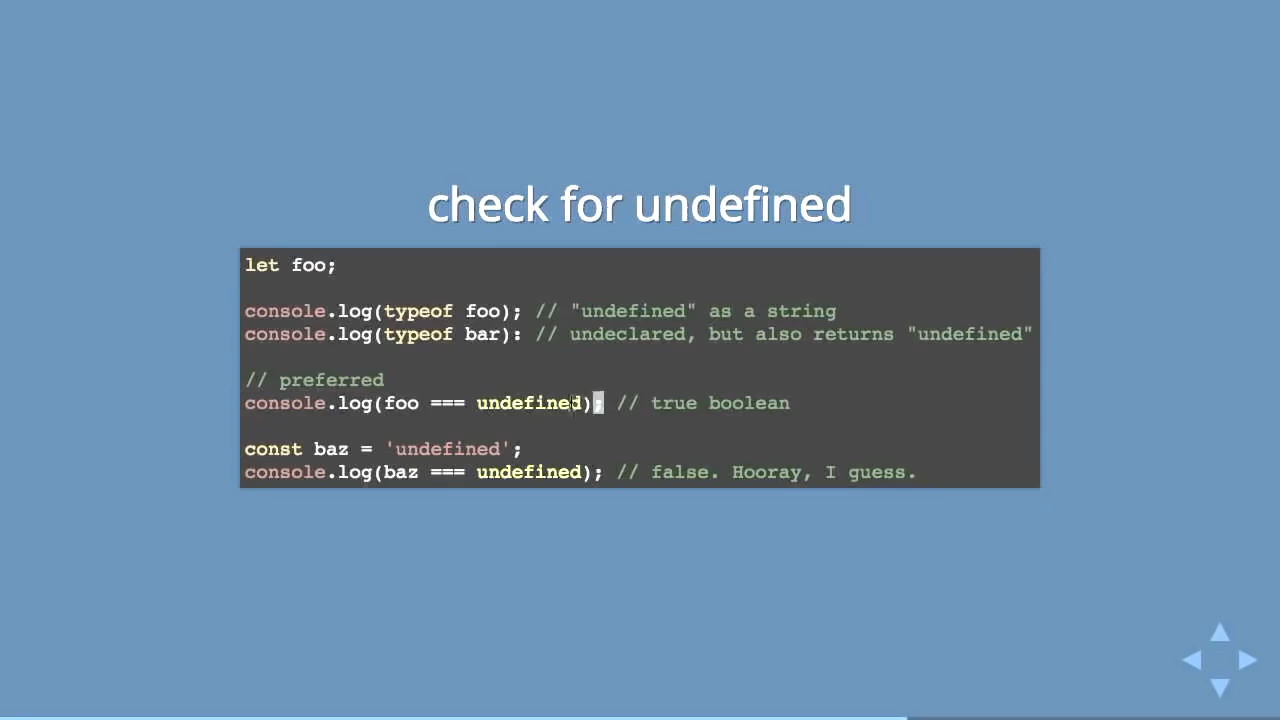 check for undefined
let foo;
console.log(typeof foo); // "undefined" as a string
console.log(typeof bar): // undeclared, but also returns "undefined"
// preferred
console.log(foo === undefined); // true boolean
const baz = 'undefined';
console.log(baz === undefined); // false. Hooray, I guess.